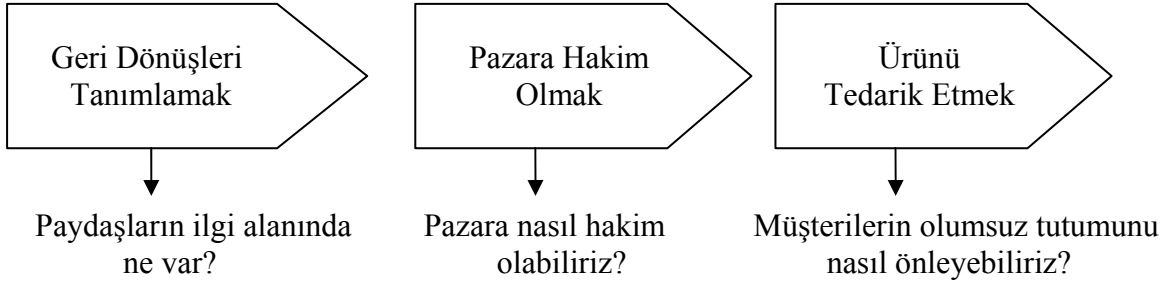 Geri Dönüşleri
Tanımlamak
Pazara Hakim
Olmak
Ürünü
Tedarik Etmek
Paydaşların ilgi alanında
ne var?
Pazara nasıl hakim
olabiliriz?
Müşterilerin olumsuz tutumunu
nasıl önleyebiliriz?